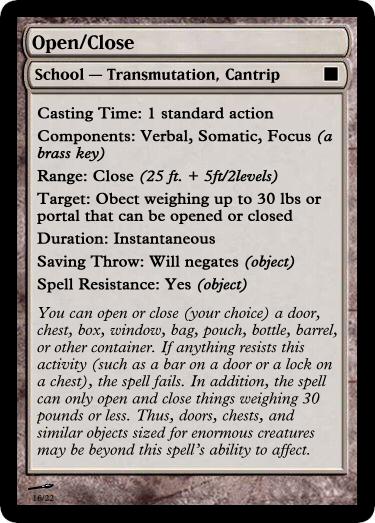 Open/Close
School — Transmutation, Cantrip
Casting Time: 1 standard action
Components: Verbal, Somatic, Focus (a
brass key)
Range: Close (25 ft. + 5ft/2levels)
Target: Obect weighing up to 30 lbs or
portal that can be opened or closed
Duration: Instantaneous
Saving Throw: Will negates (object)
Spell Resistance: Yes (object)
You can open or close (your choice) a door,
chest, box, window, bag, pouch, bottle, barrel,
or other container. If anything resists this
activity (such as a bar on a door or a lock on
a chest), the spell fails. In addition, the spell
can only open and close things weighing 30
pounds or less. Thus, doors, chests, and
similar objects sized for enormous creatures
may be beyond this spell's ability to affect.
16/22